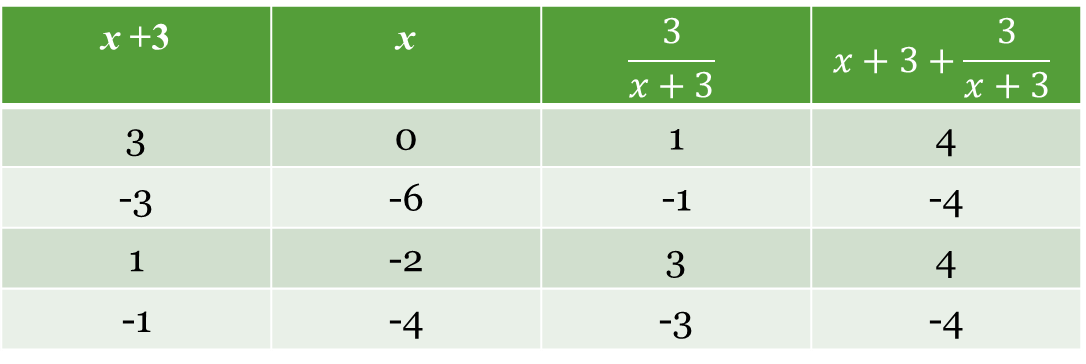 x +3 x 3/(x + 3) x + 3 + 3/(x + 3)
3 0 1 4
-3 -6 -1 -4
1 -2 3 4
-1 -4 -3 -4